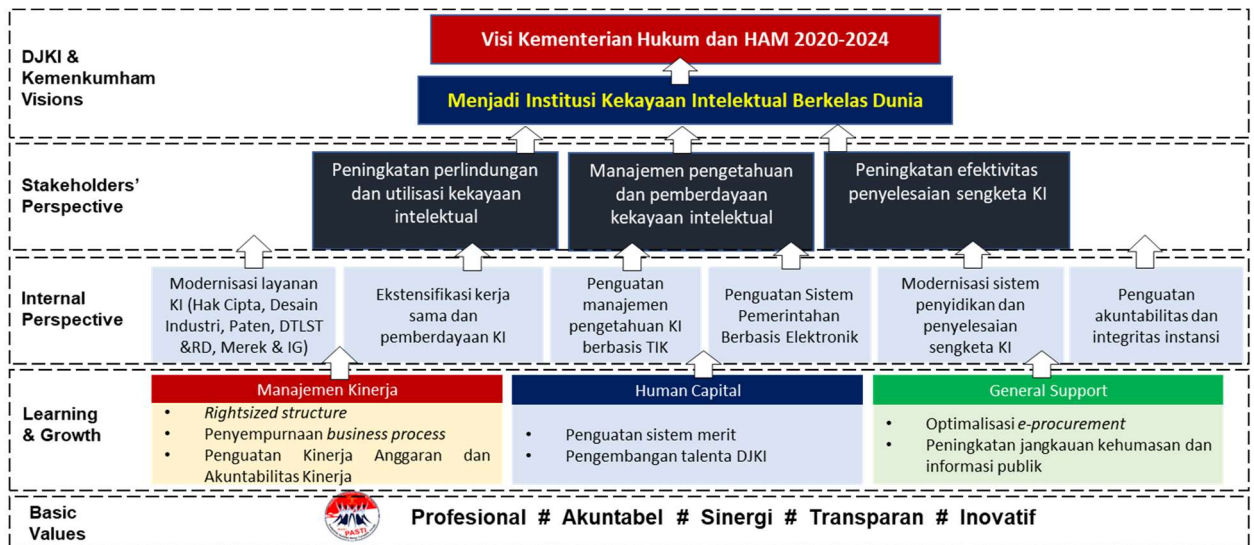 DJKI &
Kemenkumham
Visions
Visi Kementerian Hukum dan HAM 2020-2024
Menjadi Institusi Kekayaan Intelektual Berkelas Dunia
Stakeholders'
Perspective
Peningkatan perlindungan
dan utilisasi kekayaan
intelektual
Manajemen pengetahuan
dan pemberdayaan
kekayaan intelektual
Peningkatan efektivitas
penyelesaian sengketa KI
Internal
Perspective
Modernisasi layanan
KI (Hak Cipta, Desain
Industri, Paten, DTLST
&RD, Merek & IG)
Ekstensifikasi kerja
sama dan
pemberdayaan KI
Penguatan
manajemen
pengetahuan KI
berbasis TIK
Penguatan Sistem
Pemerintahan
Berbasis Elektronik
Modernisasi sistem
penyidikan dan
penyelesaian
sengketa KI
Penguatan
akuntabilitas dan
integritas instansi
Learning
& Growth
Manajemen Kinerja
• Rightsized structure
• Penyempurnaan business process
• Penguatan Kinerja Anggaran dan
Akuntabilitas Kinerja
Human Capital
• Penguatan sistem merit
• Pengembangan talenta DJKI
General Support
• Optimalisasi e-procurement
• Peningkatan jangkauan kehumasan dan
informasi publik
Basic
Values
PASTI
Profesional # Akuntabel # Sinergi # Transparan # Inovatif